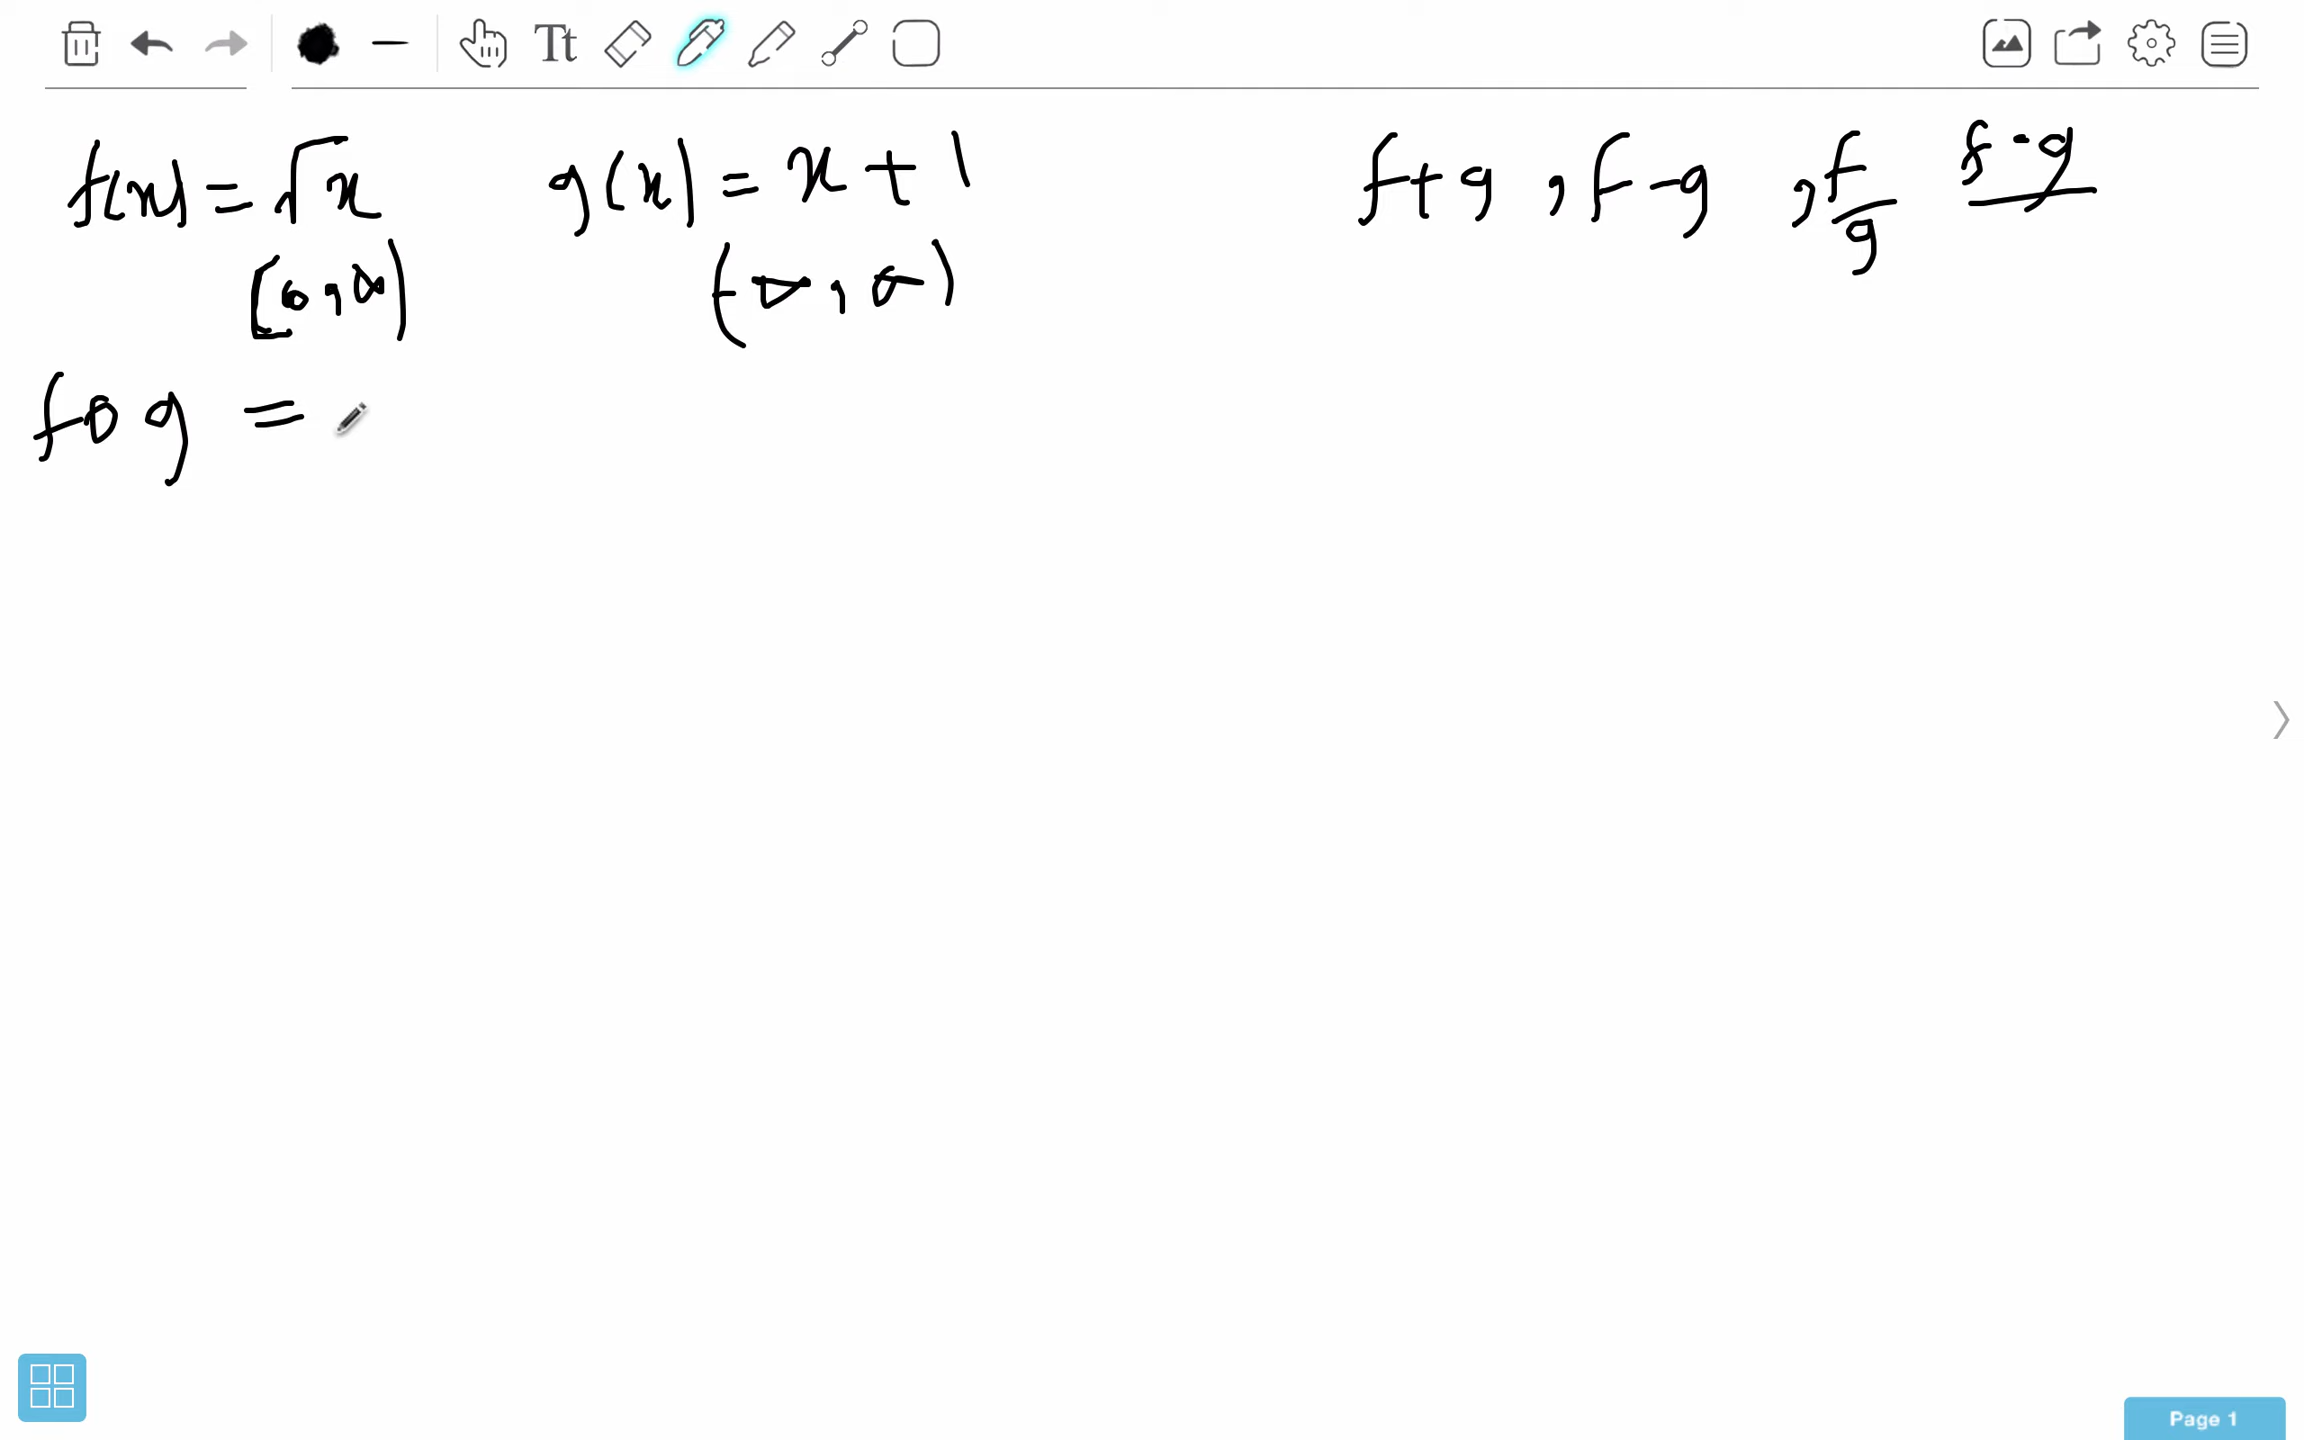 Tt
f(x) = √x g(x) = x + 1 f+g , f-g , f/g f·g
[0, ∞) (-∞, ∞)
fog =
Page 1